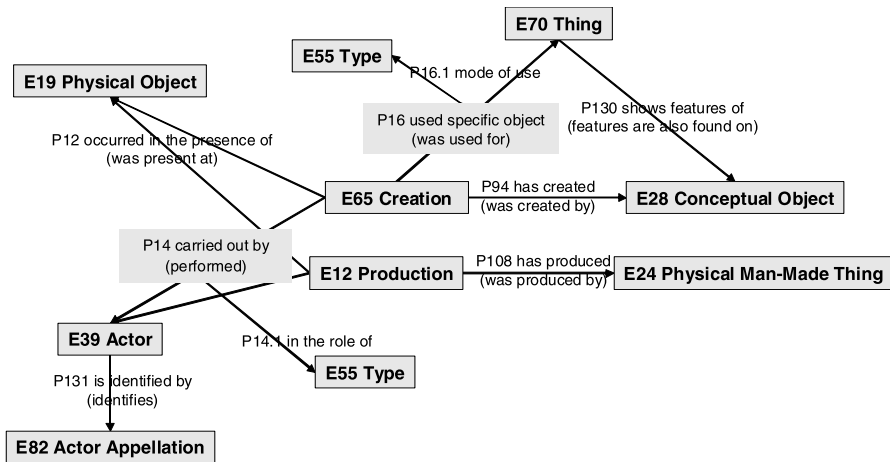 E70 Thing
E55 Type
P16.1 mode of use
E19 Physical Object
P130 shows features of
(features are also found on)
P16 used specific object
(was used for)
P12 occurred in the presence of
(was present at)
E65 Creation
P94 has created
(was created by)
E28 Conceptual Object
P14 carried out by
(performed)
E12 Production
P108 has produced
(was produced by)
E24 Physical Man-Made Thing
E39 Actor
P14.1 in the role of
E55 Type
P131 is identified by
(identifies)
E82 Actor Appellation